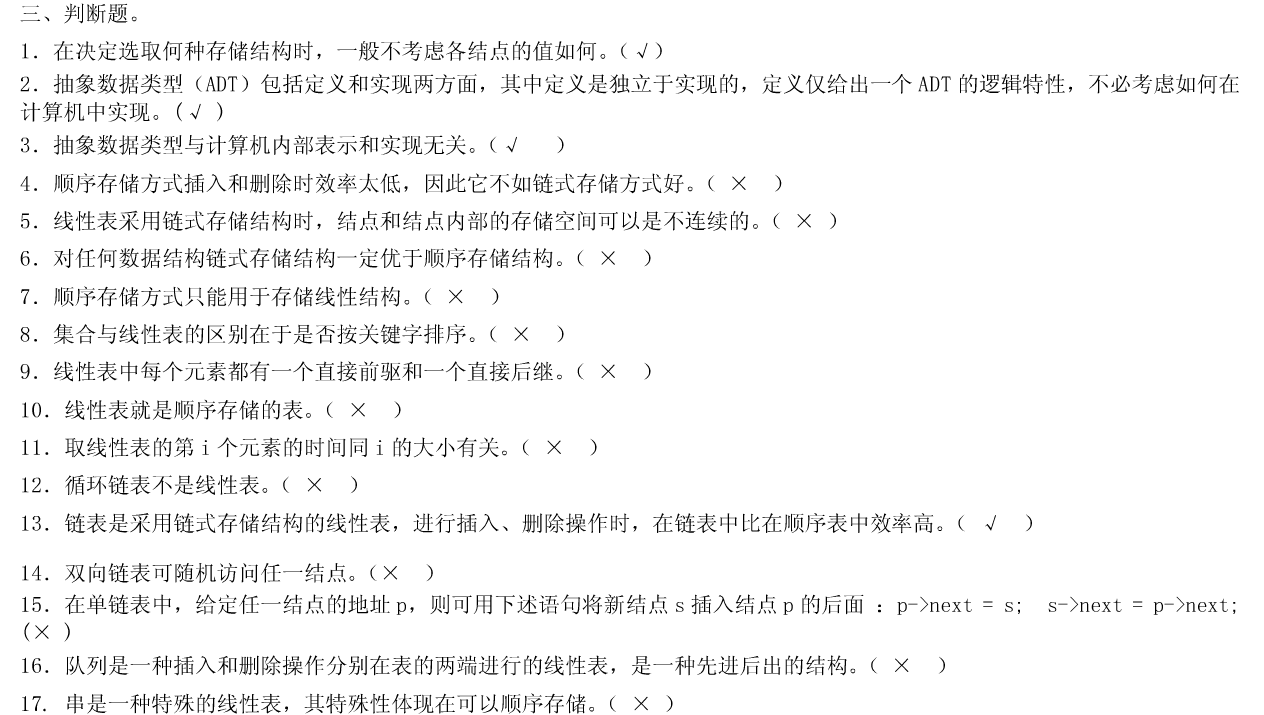 三、判断题。
1．在决定选取何种存储结构时，一般不考虑各结点的值如何。（√）
2．抽象数据类型（ADT）包括定义和实现两方面，其中定义是独立于实现的，定义仅给出一个 ADT 的逻辑特性，不必考虑如何在
计算机中实现。(√ )
3．抽象数据类型与计算机内部表示和实现无关。（√ ）
4．顺序存储方式插入和删除时效率太低，因此它不如链式存储方式好。（ × ）
5．线性表采用链式存储结构时，结点和结点内部的存储空间可以是不连续的。（ × ）
6．对任何数据结构链式存储结构一定优于顺序存储结构。（ × ）
7．顺序存储方式只能用于存储线性结构。（ × ）
8．集合与线性表的区别在于是否按关键字排序。（ × ）
9．线性表中每个元素都有一个直接前驱和一个直接后继。（ × ）
10．线性表就是顺序存储的表。（ × ）
11．取线性表的第 i 个元素的时间同 i 的大小有关。（ × ）
12．循环链表不是线性表。（ × ）
13．链表是采用链式存储结构的线性表，进行插入、删除操作时，在链表中比在顺序表中效率高。（ √ ）
14．双向链表可随机访问任一结点。（× ）
15．在单链表中，给定任一结点的地址 p，则可用下述语句将新结点 s 插入结点 p 的后面 ：p->next = s; s->next = p->next;
(× )
16．队列是一种插入和删除操作分别在表的两端进行的线性表，是一种先进后出的结构。（ × ）
17. 串是一种特殊的线性表，其特殊性体现在可以顺序存储。（ × ）